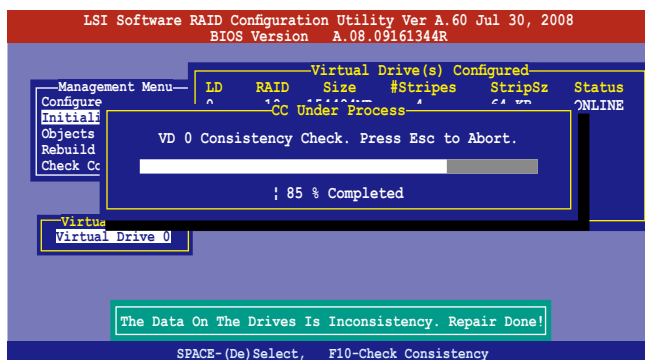 LSI Software RAID Configuration Utility Ver A.60 Jul 30, 2008
BIOS Version A.08.09161344R
Virtual Drive(s) Configured
Management Menu
LD RAID Size #Stripes StripSz Status
Configure
ONLINE
CC Under Process
Initiali
Objects
VD 0 Consistency Check. Press Esc to Abort.
Rebuild
Check Co
¦ 85 % Completed
Virtua
Virtual Drive 0
The Data On The Drives Is Inconsistency. Repair Done!
SPACE-(De)Select, F10-Check Consistency